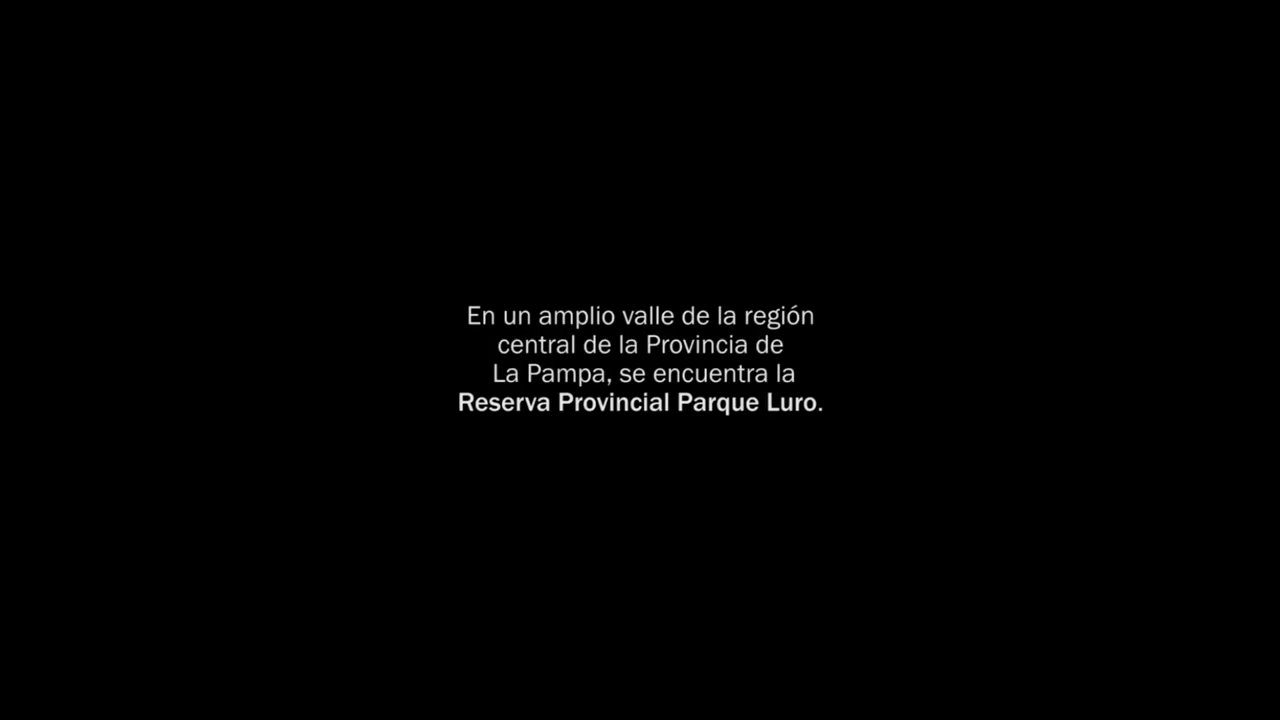 En un amplio valle de la región
central de la Provincia de
La Pampa, se encuentra la
Reserva Provincial Parque Luro.